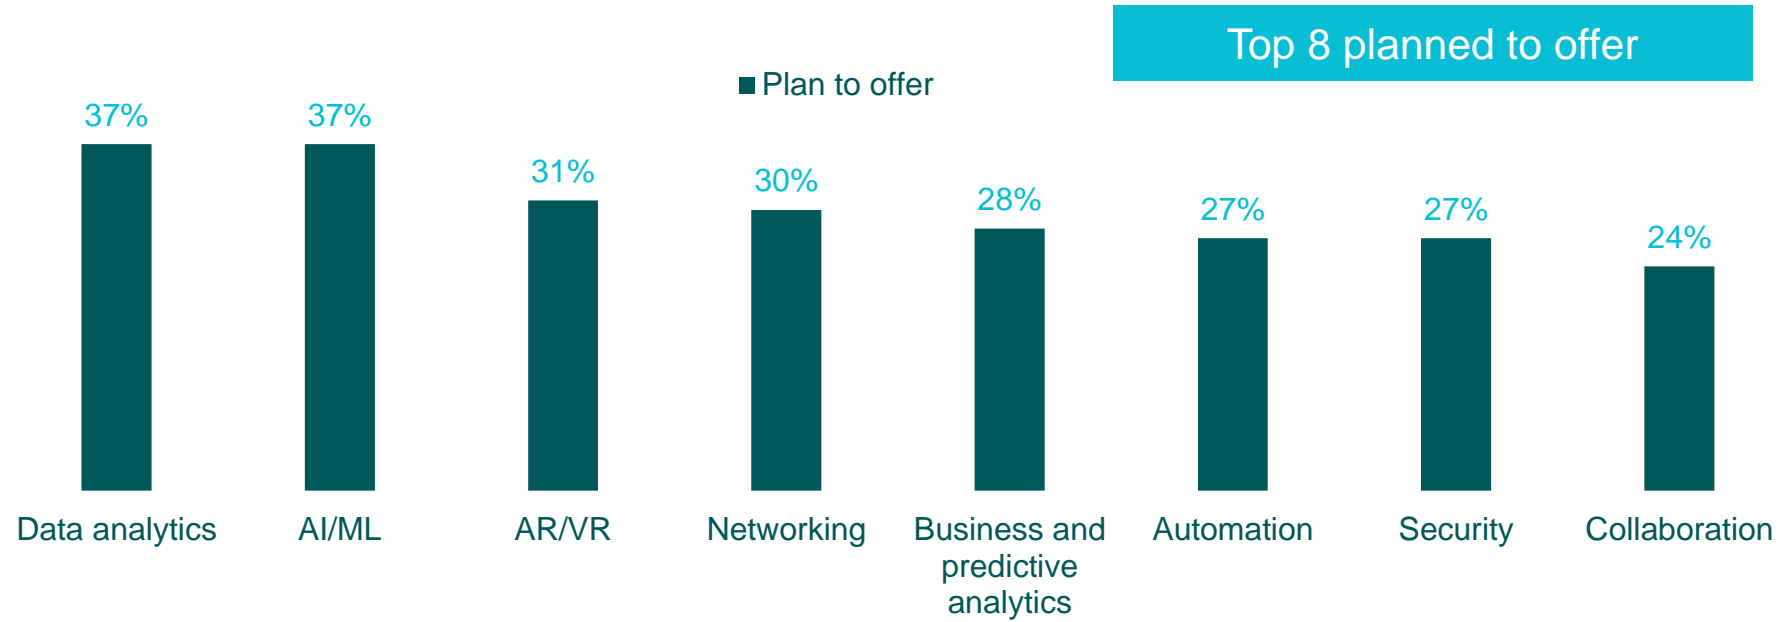 Top 8 planned to offer
Plan to offer
37%
37%
31%
30%
28%
27%
27%
24%
Data analytics
AI/ML
AR/VR
Networking
Business and
predictive
analytics
Automation
Security
Collaboration